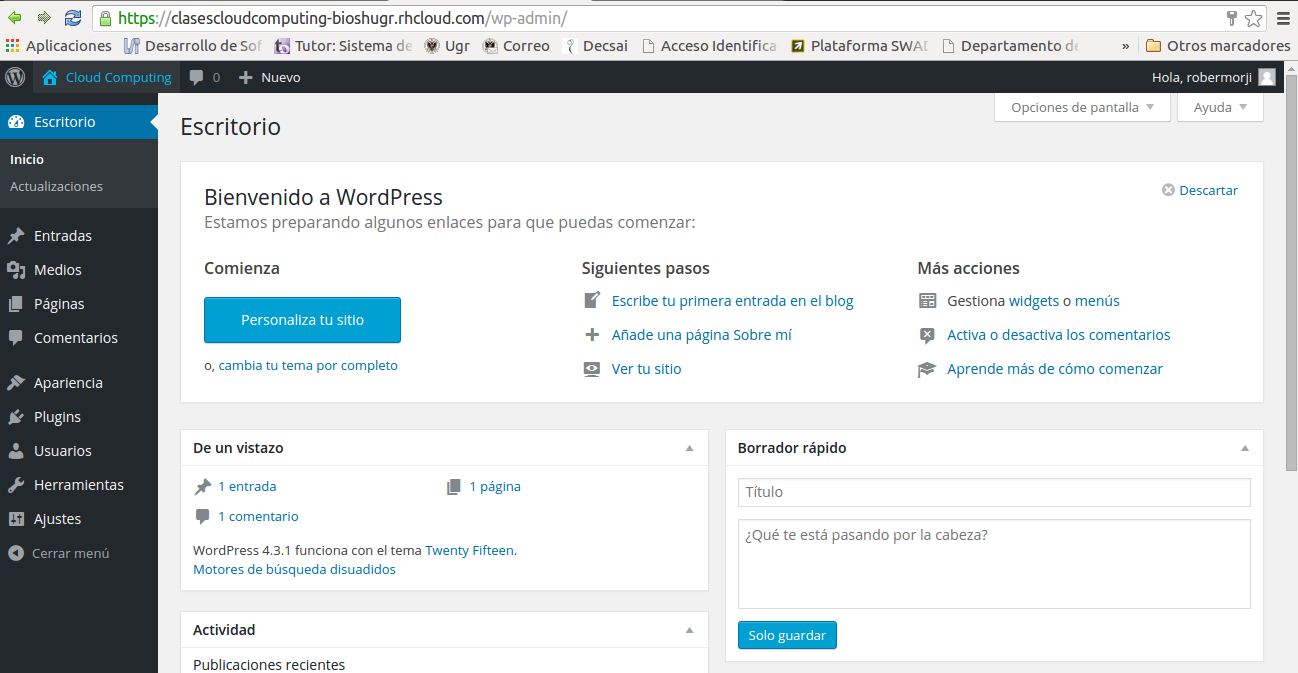 https://clasescloudcomputing-bioshugr.rhcloud.com/wp-admin/
Aplicaciones Desarrollo de Sof Tutor: Sistema de Ugr Correo Decsai Acceso Identifica Plataforma SWAD Departamento de » Otros marcadores
Cloud Computing 0 Nuevo Hola, robermorji
Opciones de pantalla Ayuda
Escritorio
Inicio
Actualizaciones
Entradas
Medios
Páginas
Comentarios
Apariencia
Plugins
Usuarios
Herramientas
Ajustes
Cerrar menú
Escritorio
Bienvenido a WordPress
Descartar
Estamos preparando algunos enlaces para que puedas comenzar:
Comienza
Personaliza tu sitio
o, cambia tu tema por completo
Siguientes pasos
Escribe tu primera entrada en el blog
Añade una página Sobre mí
Ver tu sitio
Más acciones
Gestiona widgets o menús
Activa o desactiva los comentarios
Aprende más de cómo comenzar
De un vistazo
1 entrada
1 página
1 comentario
WordPress 4.3.1 funciona con el tema Twenty Fifteen.
Motores de búsqueda disuadidos
Actividad
Publicaciones recientes
Borrador rápido
Título
¿Qué te está pasando por la cabeza?
Solo guardar